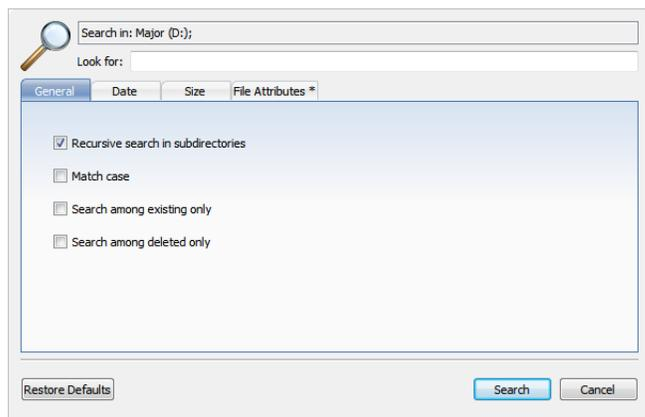 Search in: Major (D:);
Look for:
General Date Size File Attributes *
Recursive search in subdirectories
Match case
Search among existing only
Search among deleted only
Restore Defaults Search Cancel